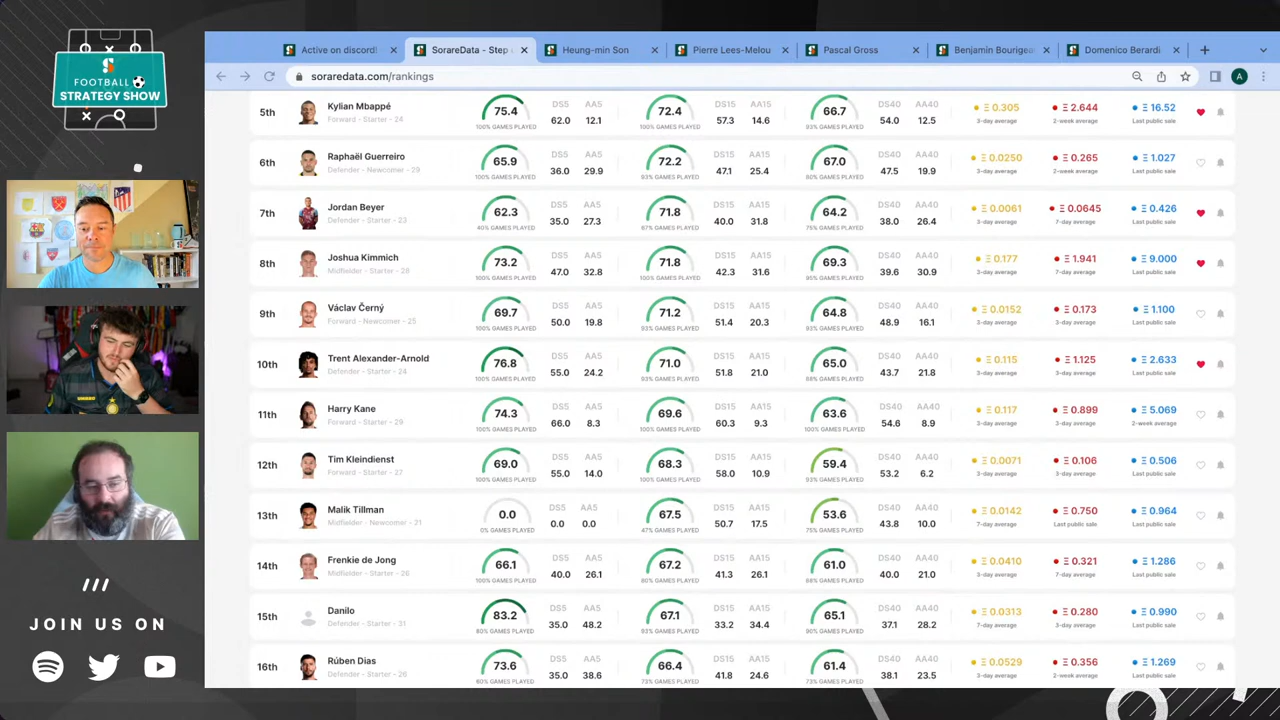 FOOTBALL
STRATEGY SHOW
JOIN US ON
Active on discord!
SorareData - Step
Heung-min Son
Pierre Lees-Melou
Pascal Gross
Benjamin Bourigea
Domenico Berardi
soraredata.com/rankings
A
5th Kylian Mbappé Forward - Starter - 24 75.4 100% GAMES PLAYED DS5 62.0 AA5 12.1 72.4 100% GAMES PLAYED DS15 57.3 AA15 14.6 66.7 93% GAMES PLAYED DS40 54.0 AA40 12.5 Ξ 0.305 3-day average Ξ 2.644 2-week average Ξ 16.52 Last public sale
6th Raphaël Guerreiro Defender - Newcomer - 29 65.9 100% GAMES PLAYED DS5 36.0 AA5 29.9 72.2 93% GAMES PLAYED DS15 47.1 AA15 25.4 67.0 80% GAMES PLAYED DS40 47.5 AA40 19.9 Ξ 0.0250 3-day average Ξ 0.265 2-week average Ξ 1.027 Last public sale
7th Jordan Beyer Defender - Starter - 23 62.3 40% GAMES PLAYED DS5 35.0 AA5 27.3 71.8 67% GAMES PLAYED DS15 40.0 AA15 31.8 64.2 75% GAMES PLAYED DS40 38.0 AA40 26.4 Ξ 0.0061 3-day average Ξ 0.0645 7-day average Ξ 0.426 Last public sale
8th Joshua Kimmich Midfielder - Starter - 28 73.2 100% GAMES PLAYED DS5 47.0 AA5 32.8 71.8 100% GAMES PLAYED DS15 42.3 AA15 31.6 69.3 95% GAMES PLAYED DS40 39.6 AA40 30.9 Ξ 0.177 3-day average Ξ 1.941 7-day average Ξ 9.000 Last public sale
9th Václav Černý Forward - Newcomer - 25 69.7 100% GAMES PLAYED DS5 50.0 AA5 19.8 71.2 93% GAMES PLAYED DS15 51.4 AA15 20.3 64.8 93% GAMES PLAYED DS40 48.9 AA40 16.1 Ξ 0.0152 3-day average Ξ 0.173 3-day average Ξ 1.100 Last public sale
10th Trent Alexander-Arnold Defender - Starter - 24 76.8 100% GAMES PLAYED DS5 55.0 AA5 24.2 71.0 93% GAMES PLAYED DS15 51.8 AA15 21.0 65.0 88% GAMES PLAYED DS40 43.7 AA40 21.8 Ξ 0.115 3-day average Ξ 1.125 3-day average Ξ 2.633 Last public sale
11th Harry Kane Forward - Starter - 29 74.3 100% GAMES PLAYED DS5 66.0 AA5 8.3 69.6 100% GAMES PLAYED DS15 60.3 AA15 9.3 63.6 100% GAMES PLAYED DS40 54.6 AA40 8.9 Ξ 0.117 3-day average Ξ 0.899 3-day average Ξ 5.069 2-week average
12th Tim Kleindienst Forward - Starter - 27 69.0 100% GAMES PLAYED DS5 55.0 AA5 14.0 68.3 100% GAMES PLAYED DS15 58.0 AA15 10.9 59.4 93% GAMES PLAYED DS40 53.2 AA40 6.2 Ξ 0.0071 3-day average Ξ 0.106 3-day average Ξ 0.506 Last public sale
13th Malik Tillman Midfielder - Newcomer - 21 0.0 0% GAMES PLAYED DS5 0.0 AA5 0.0 67.5 47% GAMES PLAYED DS15 50.7 AA15 17.5 53.6 75% GAMES PLAYED DS40 43.8 AA40 10.0 Ξ 0.0142 7-day average Ξ 0.750 Last public sale Ξ 0.964 Last public sale
14th Frenkie de Jong Midfielder - Starter - 26 66.1 100% GAMES PLAYED DS5 40.0 AA5 26.1 67.2 80% GAMES PLAYED DS15 41.3 AA15 26.1 61.0 88% GAMES PLAYED DS40 40.0 AA40 21.0 Ξ 0.0410 3-day average Ξ 0.321 7-day average Ξ 1.286 Last public sale
15th Danilo Defender - Starter - 31 83.2 80% GAMES PLAYED DS5 35.0 AA5 48.2 67.1 93% GAMES PLAYED DS15 33.2 AA15 34.4 65.1 90% GAMES PLAYED DS40 37.1 AA40 28.2 Ξ 0.0313 7-day average Ξ 0.280 3-day average Ξ 0.990 Last public sale
16th Rúben Dias Defender - Starter - 26 73.6 60% GAMES PLAYED DS5 35.0 AA5 38.6 66.4 73% GAMES PLAYED DS15 41.8 AA15 24.6 61.4 73% GAMES PLAYED DS40 38.1 AA40 23.5 Ξ 0.0529 3-day average Ξ 0.356 2-week average Ξ 1.269 Last public sale